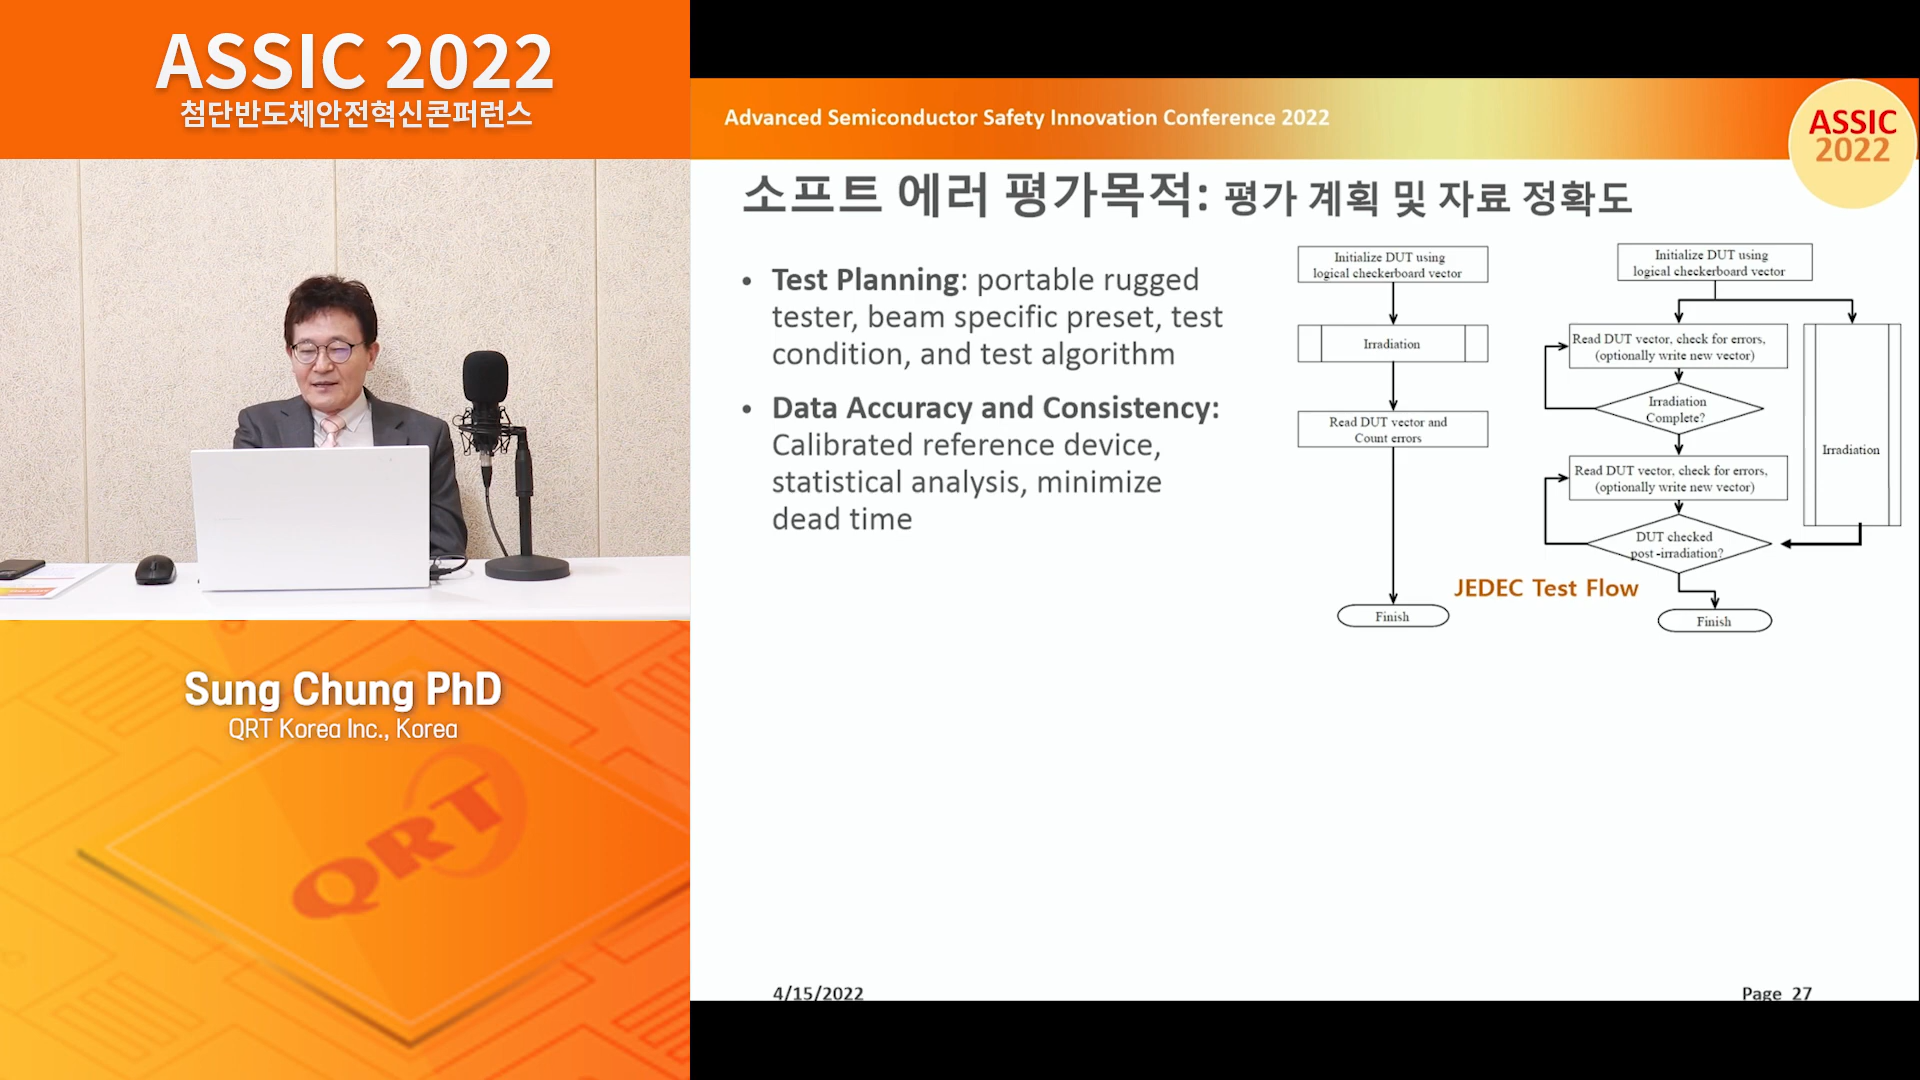 ASSIC 2022
첨단반도체안전혁신콘퍼런스
Sung Chung PhD
QRT Korea Inc., Korea
QRT
Advanced Semiconductor Safety Innovation Conference 2022
ASSIC
2022
소프트 에러 평가목적: 평가 계획 및 자료 정확도
• Test Planning: portable rugged
tester, beam specific preset, test
condition, and test algorithm
• Data Accuracy and Consistency:
Calibrated reference device,
statistical analysis, minimize
dead time
Initialize DUT using
logical checkerboard vector
Irradiation
Read DUT vector and
Count errors
Finish
Initialize DUT using
logical checkerboard vector
Read DUT vector, check for errors,
(optionally write new vector)
Irradiation
Complete?
Irradiation
Read DUT vector, check for errors,
(optionally write new vector)
DUT checked
post -irradiation?
Finish
JEDEC Test Flow
4/15/2022
Page 27